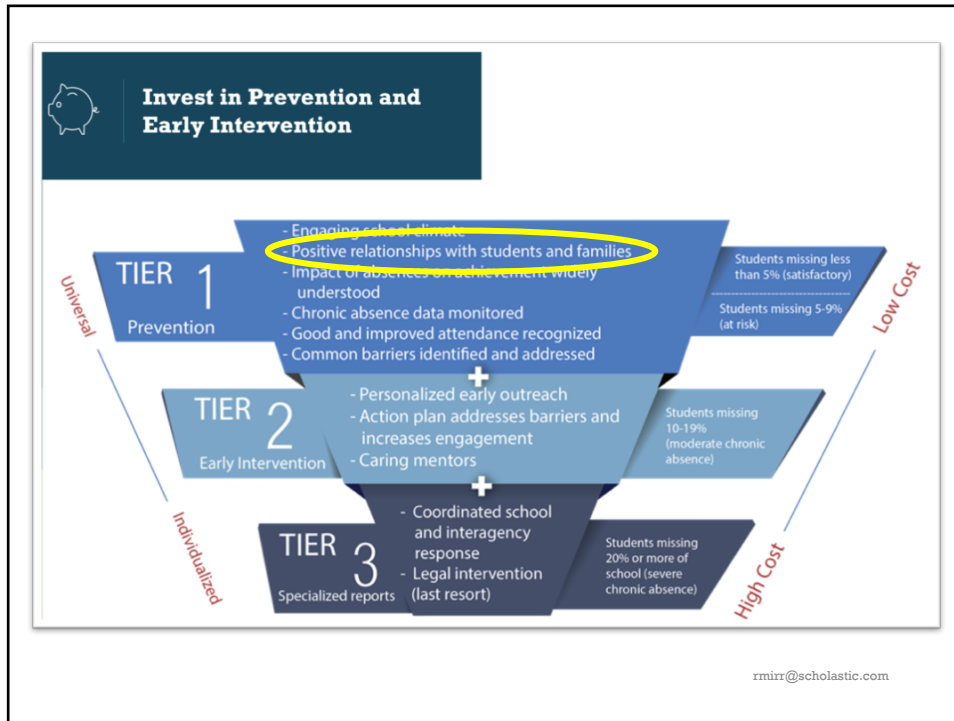 Invest in Prevention and
Early Intervention
Universal
Individualized
TIER 1
Prevention
- Engaging school climate
- Positive relationships with students and families
- Impact of absences on achievement widely
understood
- Chronic absence data monitored
- Good and improved attendance recognized
- Common barriers identified and addressed
Students missing less
than 5% (satisfactory)
Students missing 5-9%
(at risk)
+
TIER 2
Early Intervention
- Personalized early outreach
- Action plan addresses barriers and
increases engagement
- Caring mentors
Students missing
10-19%
(moderate chronic
absence)
+
TIER 3
Specialized reports
- Coordinated school
and interagency
response
- Legal intervention
(last resort)
Students missing
20% or more of
school (severe
chronic absence)
Low Cost
High Cost
rmirr@scholastic.com